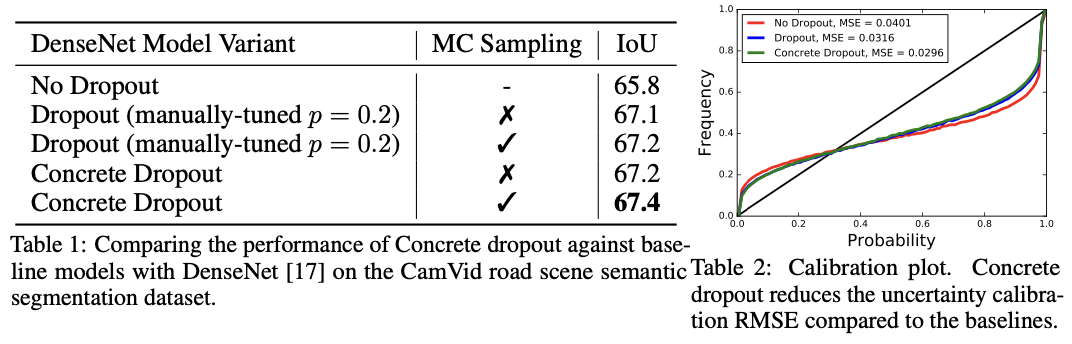 DenseNet Model Variant MC Sampling IoU
No Dropout - 65.8
Dropout (manually-tuned p = 0.2) ✗ 67.1
Dropout (manually-tuned p = 0.2) ✓ 67.2
Concrete Dropout ✗ 67.2
Concrete Dropout ✓ 67.4
Table 1: Comparing the performance of Concrete dropout against base-
line models with DenseNet [17] on the CamVid road scene semantic
segmentation dataset.
1.0
0.8
0.6
0.4
0.2
0.0
Frequency
No Dropout, MSE = 0.0401
Dropout, MSE = 0.0316
Concrete Dropout, MSE = 0.0296
0.0 0.2 0.4 0.6 0.8 1.0
Probability
Table 2: Calibration plot. Concrete
dropout reduces the uncertainty calibra-
tion RMSE compared to the baselines.